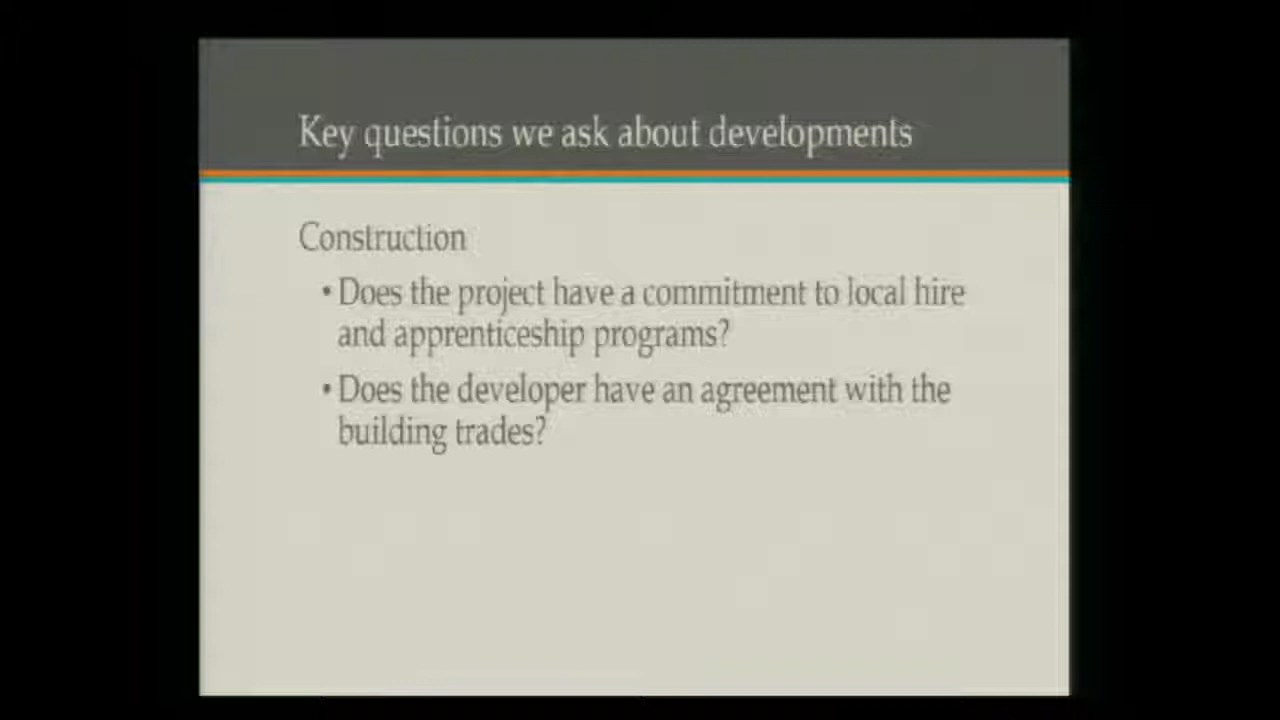 Key questions we ask about developments
Construction
• Does the project have a commitment to local hire
and apprenticeship programs?
• Does the developer have an agreement with the
building trades?